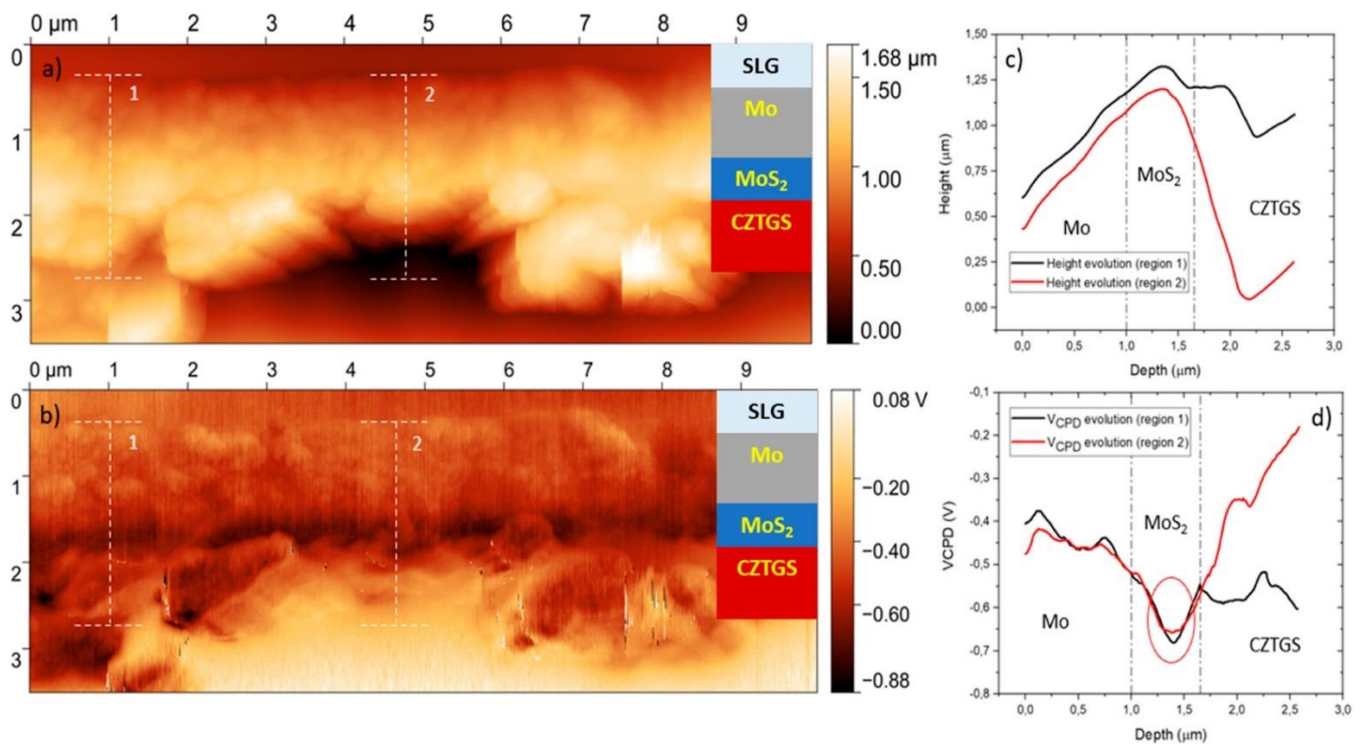 0 µm 1 2 3 4 5 6 7 8 9
0
1
2
3
a)
1
2
SLG
Mo
MoS2
CZTGS
1.68 µm
1.50
1.00
0.50
0.00
0 µm 1 2 3 4 5 6 7 8 9
0
1
2
3
b)
1
2
SLG
Mo
MoS2
CZTGS
0.08 V
−0.20
−0.40
−0.60
−0.88
c)
1,50
1,25
1,00
0,75
0,50
0,25
0,00
Height (µm)
MoS2
CZTGS
Mo
Height evolution (region 1)
Height evolution (region 2)
0,0 0,5 1,0 1,5 2,0 2,5 3,0
Depth (µm)
d)
-0,1
-0,2
-0,3
-0,4
-0,5
-0,6
-0,7
-0,8
VCPD (V)
VCPD evolution (region 1)
VCPD evolution (region 2)
MoS2
Mo
CZTGS
0,0 0,5 1,0 1,5 2,0 2,5 3,0
Depth (µm)